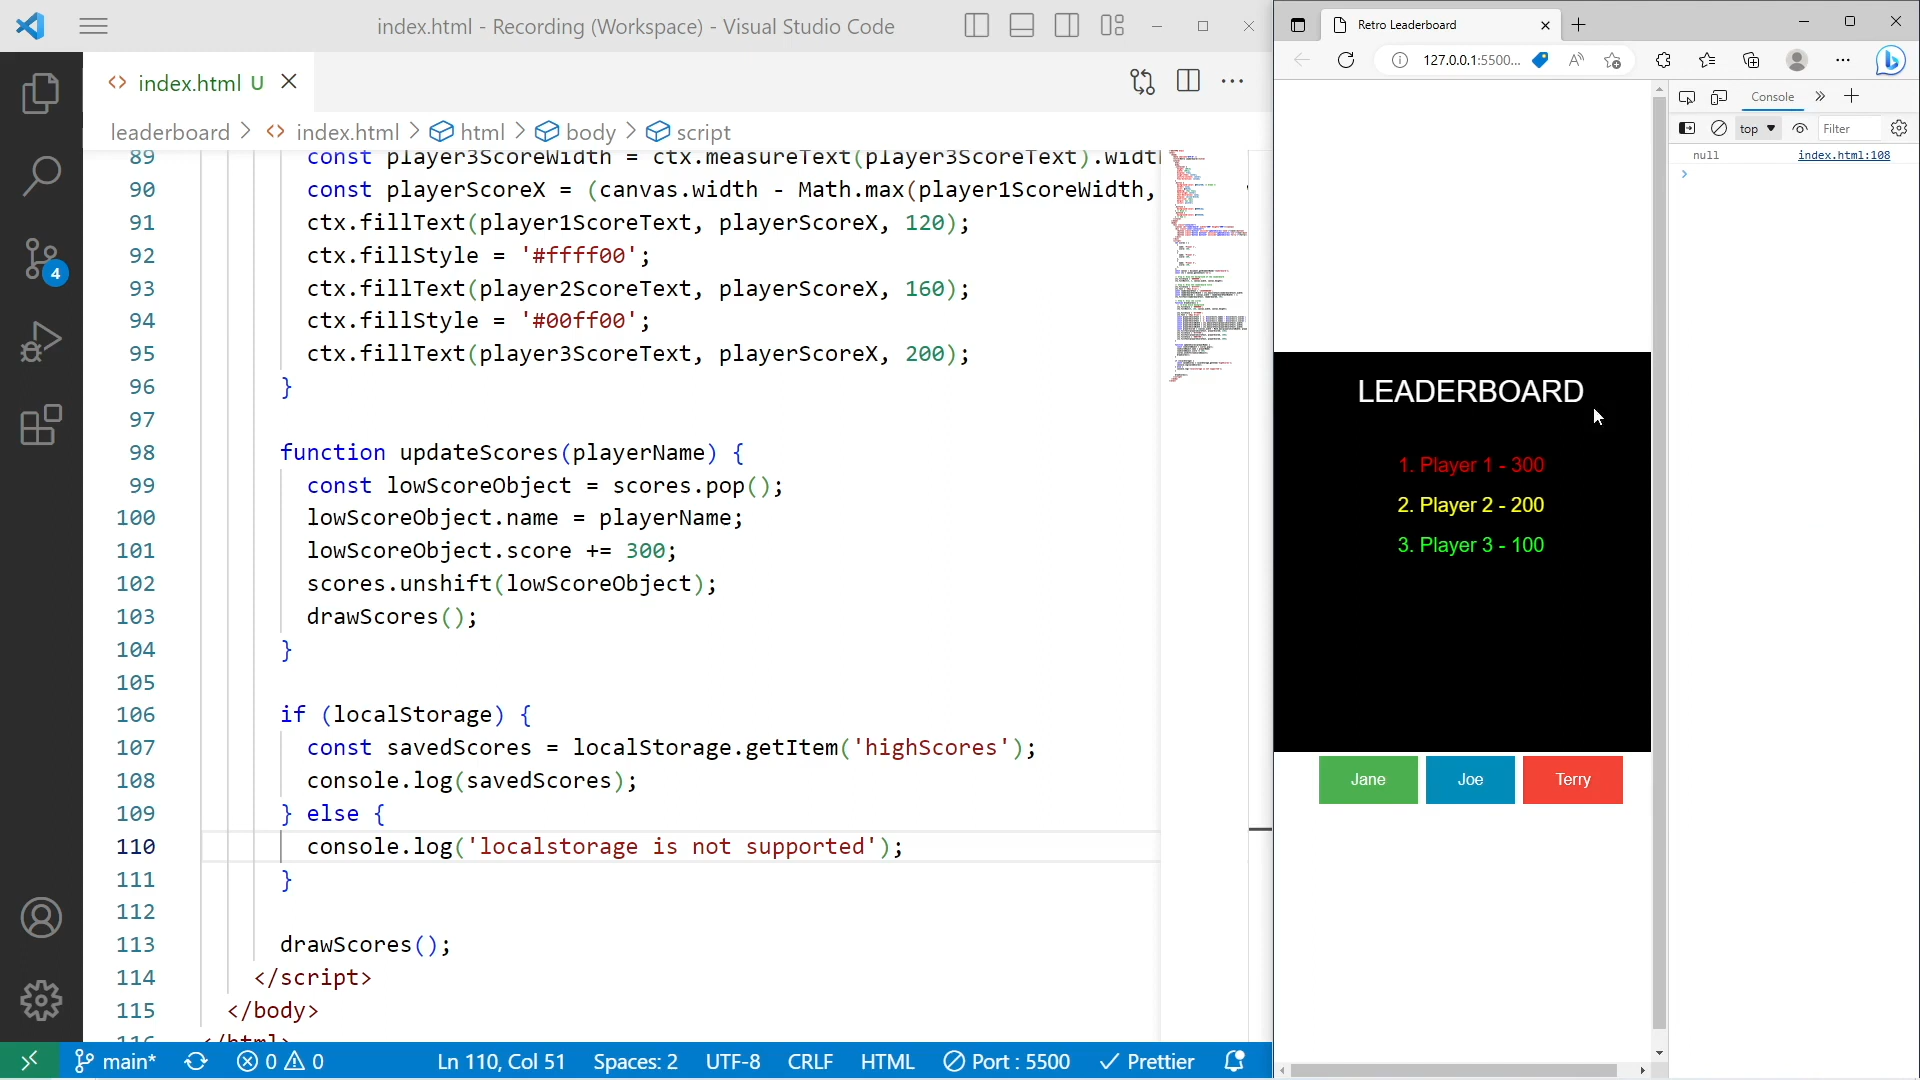 index.html - Recording (Workspace) - Visual Studio Code
index.html U
leaderboard > index.html > html > body > script
89 const player3ScoreWidth = ctx.measureText(player3ScoreText).widt
90 const playerScoreX = (canvas.width - Math.max(player1ScoreWidth,
91 ctx.fillText(player1ScoreText, playerScoreX, 120);
92 ctx.fillStyle = '#ffff00';
93 ctx.fillText(player2ScoreText, playerScoreX, 160);
94 ctx.fillStyle = '#00ff00';
95 ctx.fillText(player3ScoreText, playerScoreX, 200);
96 }
97
98 function updateScores(playerName) {
99 const lowScoreObject = scores.pop();
100 lowScoreObject.name = playerName;
101 lowScoreObject.score += 300;
102 scores.unshift(lowScoreObject);
103 drawScores();
104 }
105
106 if (localStorage) {
107 const savedScores = localStorage.getItem('highScores');
108 console.log(savedScores);
109 } else {
110 console.log('localstorage is not supported');
111 }
112
113 drawScores();
114 </script>
115 </body>
116 </html>
4
main* 0 0 Ln 110, Col 51 Spaces: 2 UTF-8 CRLF HTML Port : 5500 Prettier
Retro Leaderboard
127.0.0.1:5500...
Console
top Filter
null index.html:108
LEADERBOARD
1. Player 1 - 300
2. Player 2 - 200
3. Player 3 - 100
Jane Joe Terry